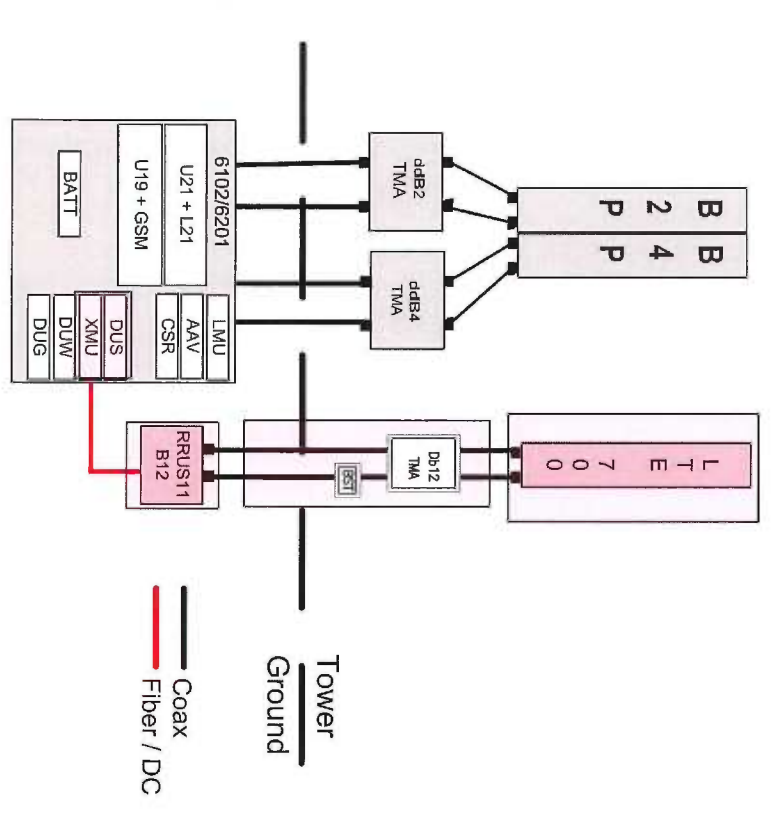 B 2 P
B 4 P
L T E 7 0 0
ddB2
TMA
ddB4
TMA
Db12
TMA
BST
Tower
Ground
6102/6201
U21 + L21
U19 + GSM
BATT
LMU
AAV
CSR
DUS
XMU
DUW
DUG
RRUS11
B12
Coax
Fiber / DC